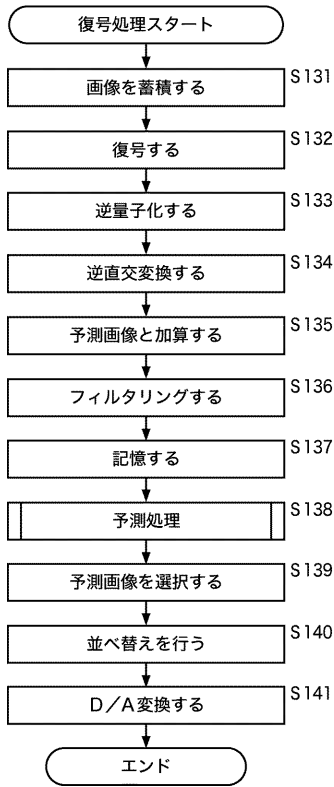 復号処理スタート
S131
画像を蓄積する
S132
復号する
S133
逆量子化する
S134
逆直交変換する
S135
予測画像と加算する
S136
フィルタリングする
S137
記憶する
S138
予測処理
S139
予測画像を選択する
S140
並べ替えを行う
S141
D／A変換する
エンド